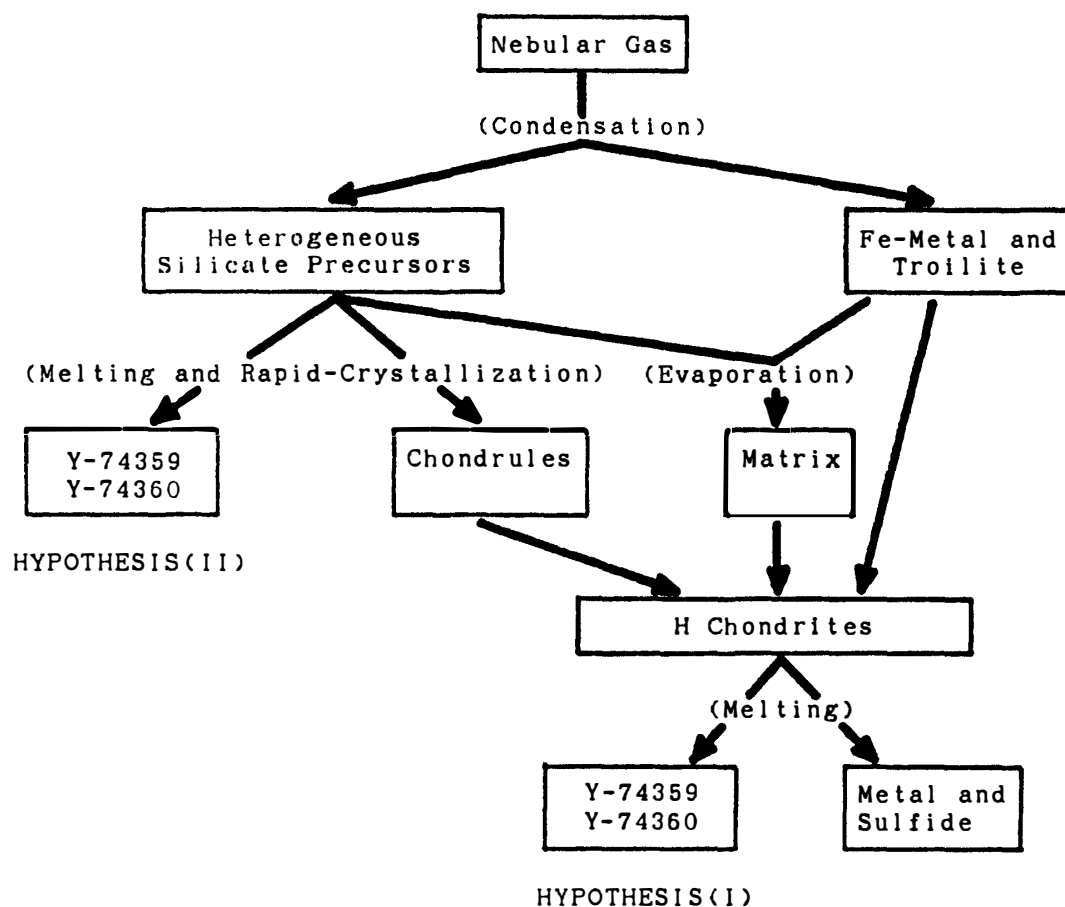 Nebular Gas
(Condensation)
Heterogeneous
Silicate Precursors
Fe-Metal and
Troilite
(Melting and Rapid-Crystallization)
(Evaporation)
Y-74359
Y-74360
Chondrules
Matrix
HYPOTHESIS(II)
H Chondrites
(Melting)
Y-74359
Y-74360
Metal and
Sulfide
HYPOTHESIS(I)